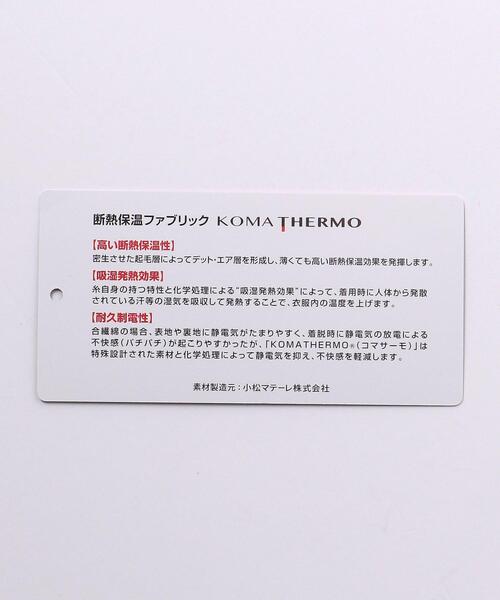 断熱保温ファブリック KOMATHERMO
【高い断熱保温性】
密生させた起毛層によってデット・エア層を形成し、薄くても高い断熱保温効果を発揮します。
【吸湿発熱効果】
糸自身の持つ特性と化学処理による“吸湿発熱効果”によって、着用時に人体から発散
されている汗等の湿気を吸収して発熱することで、衣服内の温度を上げます。
【耐久制電性】
合繊綿の場合、表地や裏地に静電気がたまりやすく、着脱時に静電気の放電による
不快感(パチパチ)が起こりやすかったが、「KOMATHERMO®(コマサーモ)」は
特殊設計された素材と化学処理によって静電気を抑え、不快感を軽減します。
素材製造元：小松マテーレ株式会社